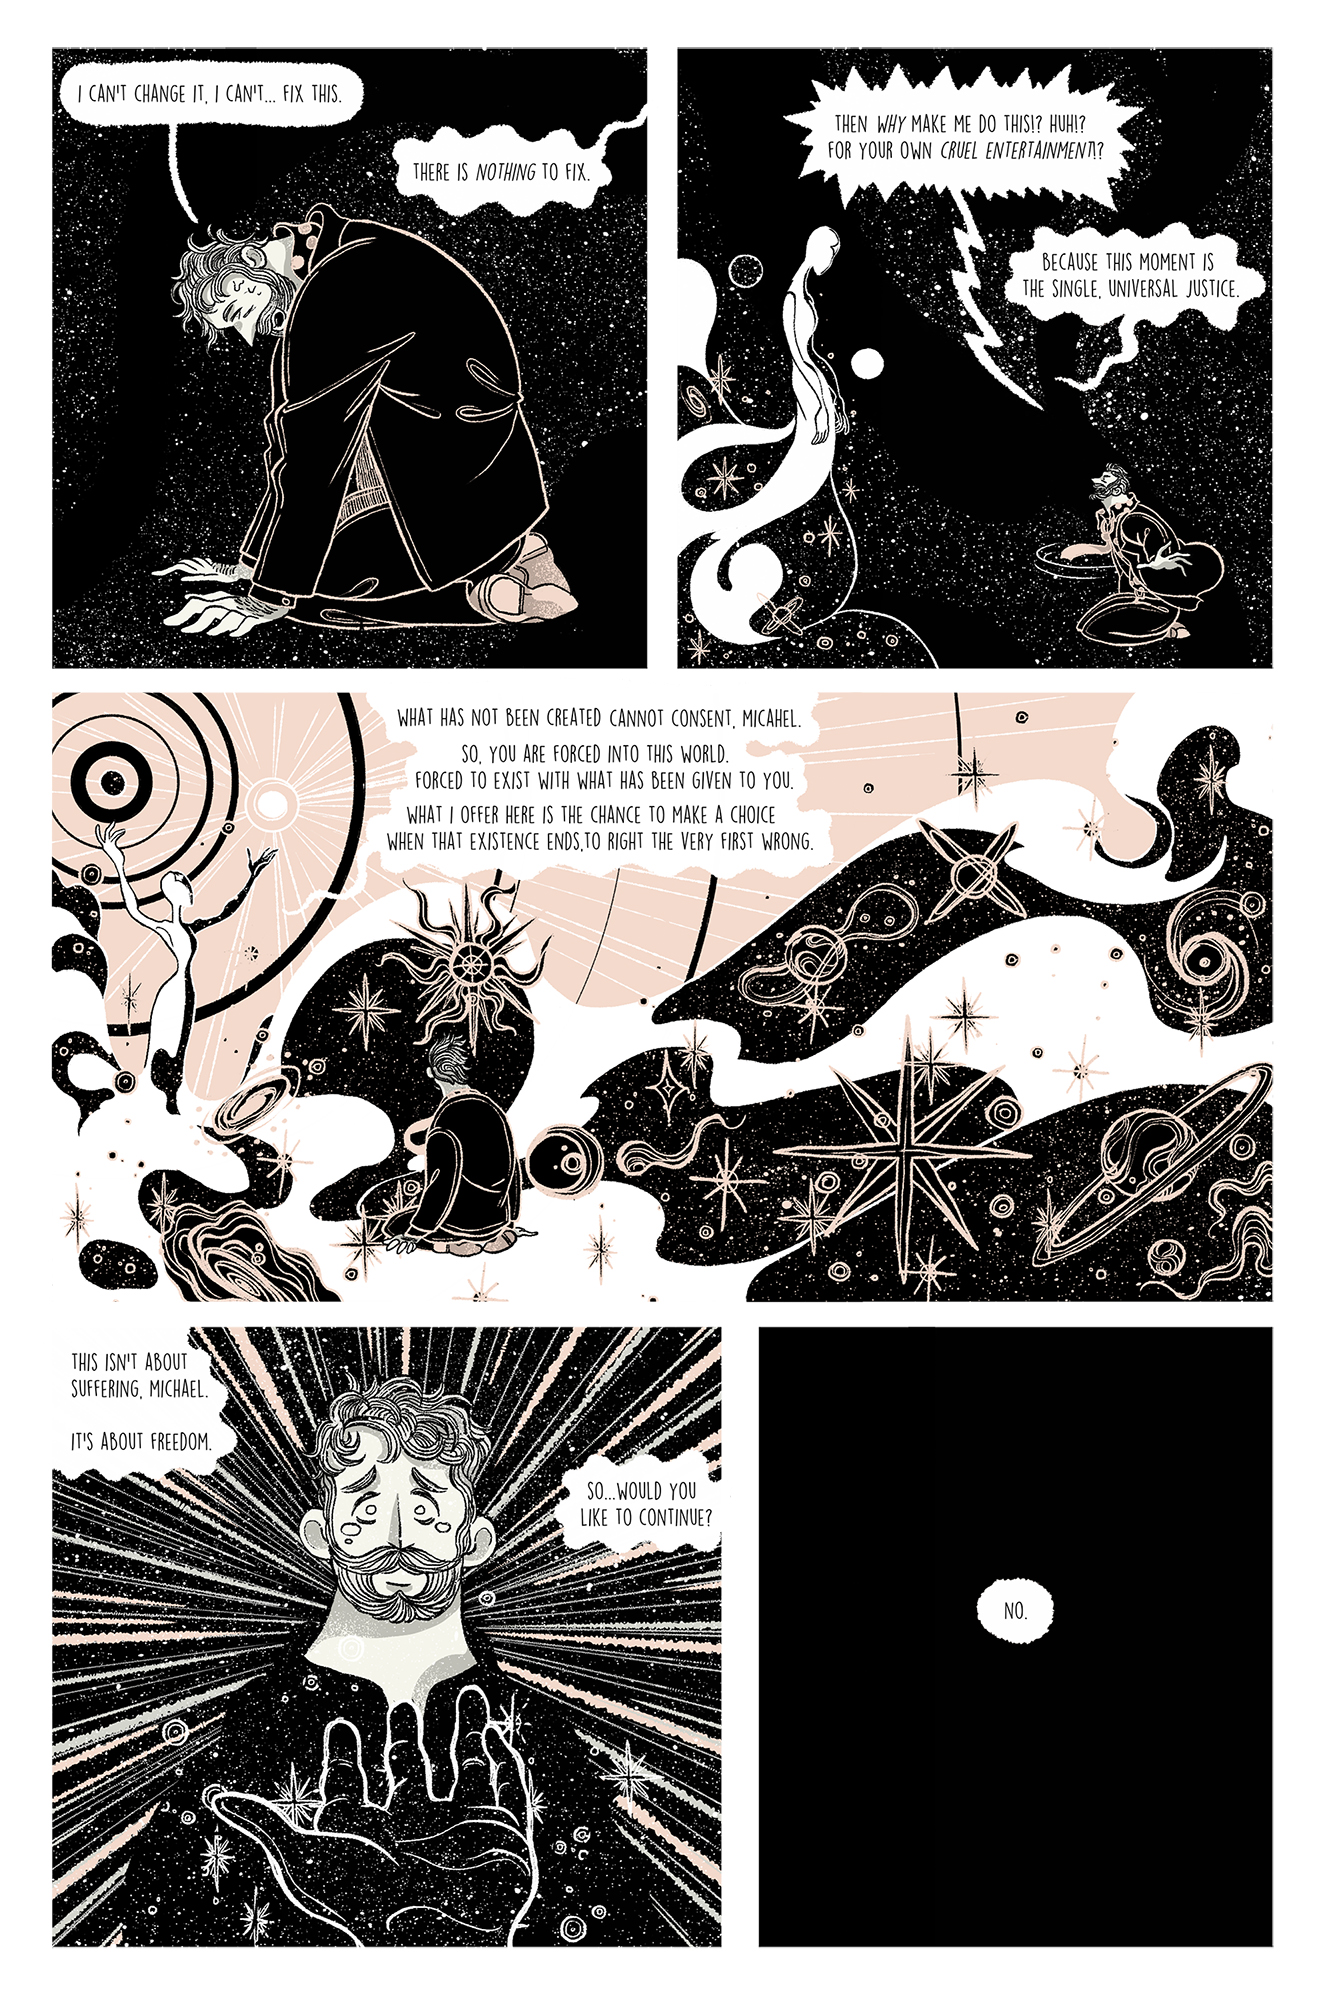 I CAN'T CHANGE IT, I CAN'T... FIX THIS.
THERE IS NOTHING TO FIX.
THEN WHY MAKE ME DO THIS!? HUH!?
FOR YOUR OWN CRUEL ENTERTAINMENT!?
BECAUSE THIS MOMENT IS
THE SINGLE, UNIVERSAL JUSTICE.
WHAT HAS NOT BEEN CREATED CANNOT CONSENT, MICAHEL.
SO, YOU ARE FORCED INTO THIS WORLD.
FORCED TO EXIST WITH WHAT HAS BEEN GIVEN TO YOU.
WHAT I OFFER HERE IS THE CHANCE TO MAKE A CHOICE
WHEN THAT EXISTENCE ENDS,TO RIGHT THE VERY FIRST WRONG.
THIS ISN'T ABOUT
SUFFERING, MICHAEL.
IT'S ABOUT FREEDOM.
SO...WOULD YOU
LIKE TO CONTINUE?
NO.